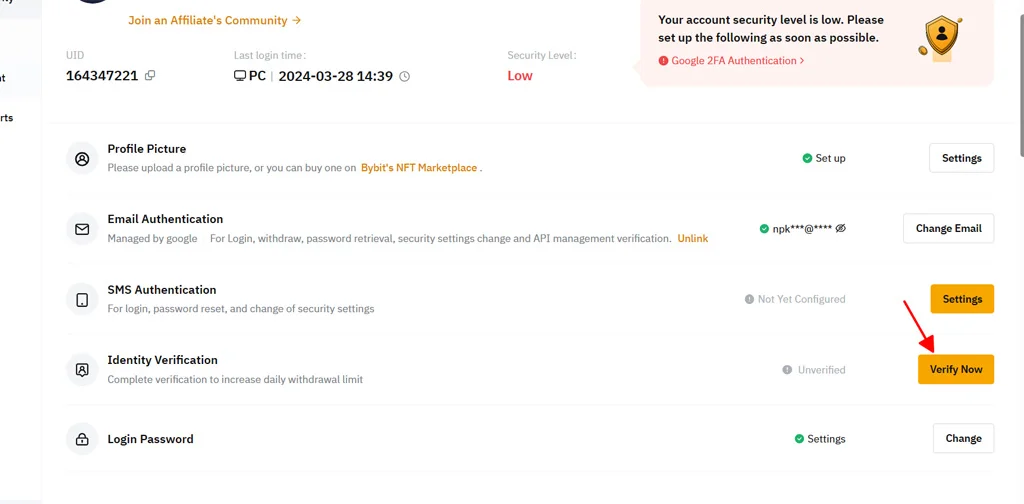 Join an Affiliate's Community →
Your account security level is low. Please
set up the following as soon as possible.
Google 2FA Authentication >
UID
Last login time:
Security Level:
164347221
PC | 2024-03-28 14:39
Low
nt
rts
Profile Picture
Please upload a profile picture, or you can buy one on Bybit's NFT Marketplace .
Set up
Settings
Email Authentication
Managed by google For Login, withdraw, password retrieval, security settings change and API management verification. Unlink
npk***@****
Change Email
SMS Authentication
For login, password reset, and change of security settings
Not Yet Configured
Settings
Identity Verification
Complete verification to increase daily withdrawal limit
Unverified
Verify Now
Login Password
Settings
Change